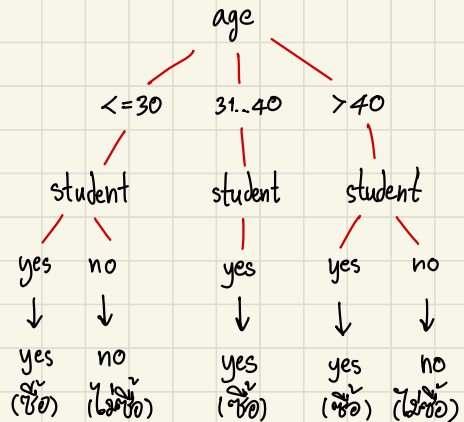 age
<=30 31..40 >40
student student student
yes no yes yes no
yes no yes yes no
(ซื้อ) (ไม่ซื้อ) (ซื้อ) (ซื้อ) (ไม่ซื้อ)